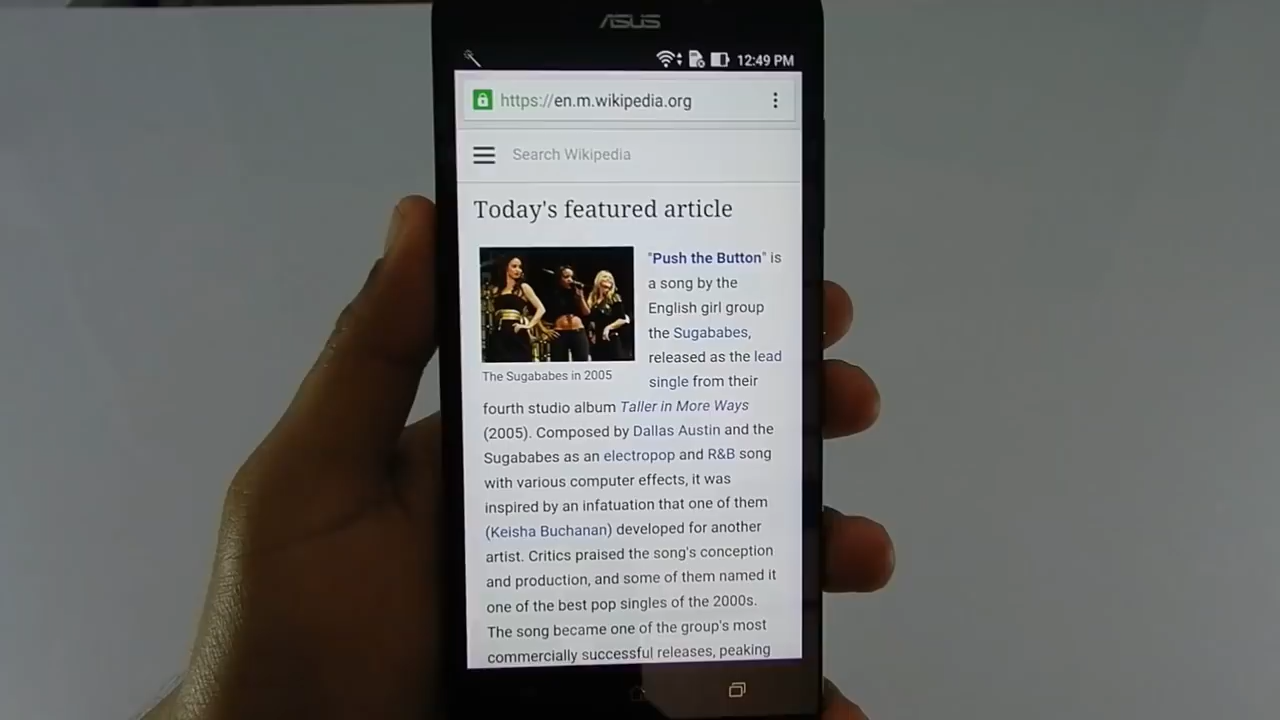 ASUS
12:49 PM
https://en.m.wikipedia.org
Search Wikipedia
Today's featured article
"Push the Button" is
a song by the
English girl group
the Sugababes,
released as the lead
single from their
The Sugababes in 2005
fourth studio album Taller in More Ways
(2005). Composed by Dallas Austin and the
Sugababes as an electropop and R&B song
with various computer effects, it was
inspired by an infatuation that one of them
(Keisha Buchanan) developed for another
artist. Critics praised the song's conception
and production, and some of them named it
one of the best pop singles of the 2000s.
The song became one of the group's most
commercially successful releases, peaking